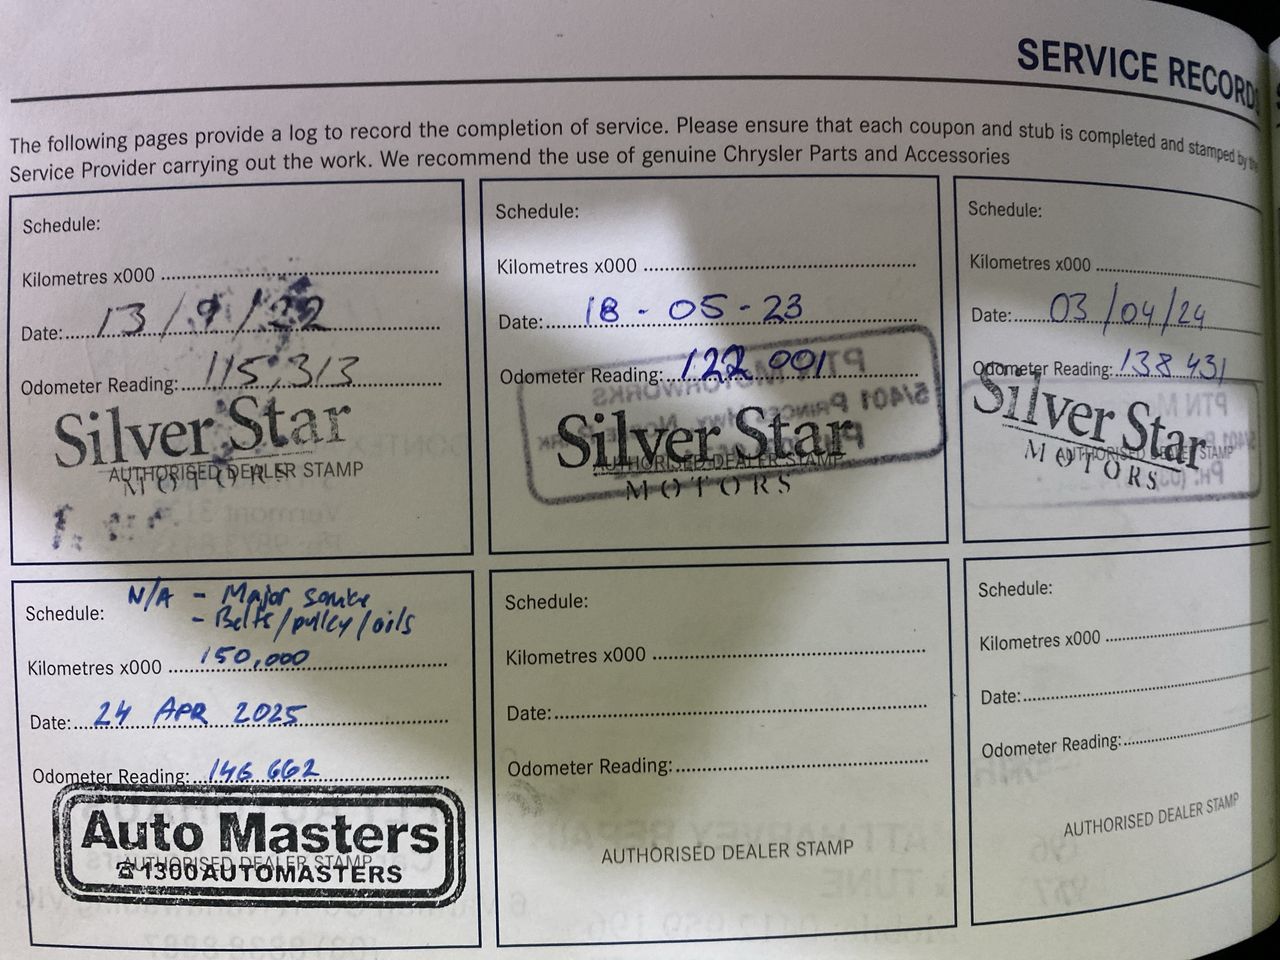 SERVICE RECORDS
The following pages provide a log to record the completion of service. Please ensure that each coupon and stub is completed and stamped by the
Service Provider carrying out the work. We recommend the use of genuine Chrysler Parts and Accessories
Schedule:
Kilometres x000
Date: 13/9/22
Odometer Reading: 115,313
Silver Star
AUTHORISED DEALER STAMP
MOTORS
Schedule:
Kilometres x000
Date: 18-05-23
Odometer Reading: 122 001
Silver Star
AUTHORISED DEALER STAMP
MOTORS
Schedule:
Kilometres x000
Date: 03/04/24
Odometer Reading: 138 431
Silver Star
AUTHORISED DEALER STAMP
MOTORS
N/A - Major service
Schedule: - Belts/pulley/oils
Kilometres x000 150,000
Date: 24 APR 2025
Odometer Reading: 146 662
Auto Masters
AUTHORISED DEALER STAMP
☎1300AUTOMASTERS
Schedule:
Kilometres x000
Date:
Odometer Reading:
AUTHORISED DEALER STAMP
Schedule:
Kilometres x000
Date:
Odometer Reading:
AUTHORISED DEALER STAMP